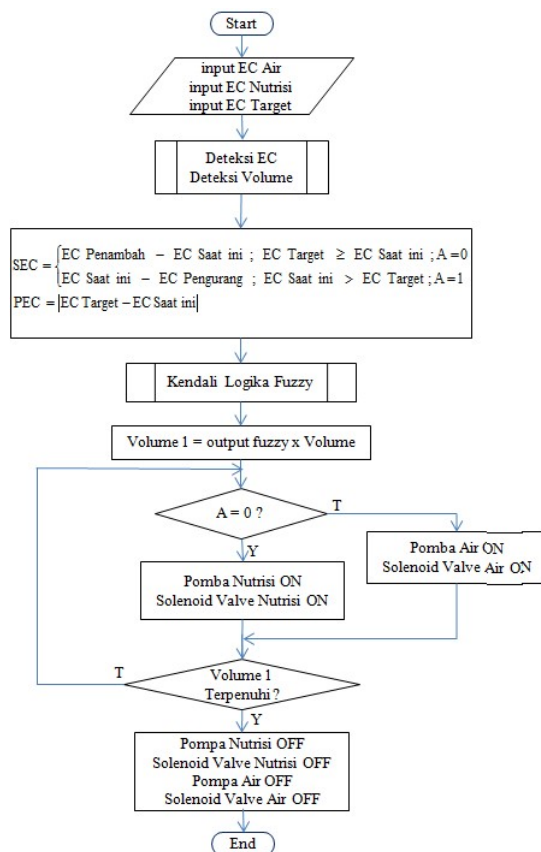 Start
input EC Air
input EC Nutrisi
input EC Target
Deteksi EC
Deteksi Volume
SEC = { EC Penambah - EC Saat ini ; EC Target ≥ EC Saat ini ; A = 0
EC Saat ini - EC Pengurang ; EC Saat ini > EC Target ; A = 1
PEC = |EC Target - EC Saat ini|
Kendali Logika Fuzzy
Volume 1 = output fuzzy x Volume
A = 0 ?
T
Y
Pomba Air ON
Solenoid Valve Air ON
Pomba Nutrisi ON
Solenoid Valve Nutrisi ON
T
Volume 1
Terpenuhi ?
Y
Pompa Nutrisi OFF
Solenoid Valve Nutrisi OFF
Pompa Air OFF
Solenoid Valve Air OFF
End